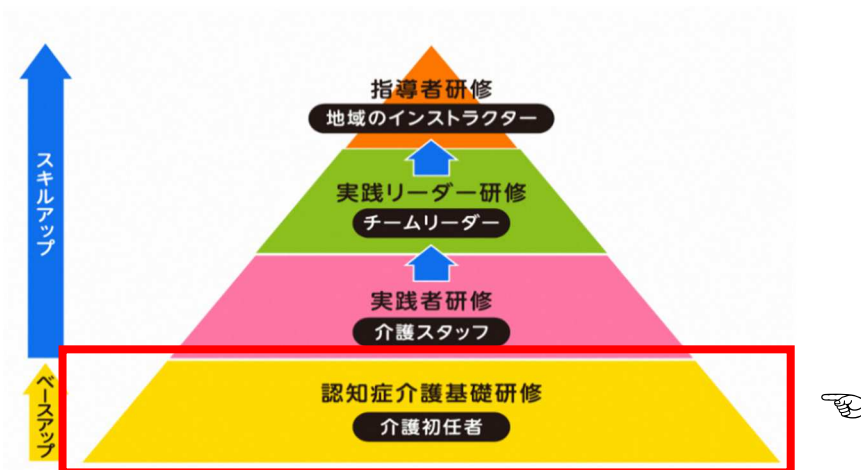 指導者研修
地域のインストラクター
実践リーダー研修
チームリーダー
実践者研修
介護スタッフ
認知症介護基礎研修
介護初任者
スキルアップ
ベースアップ